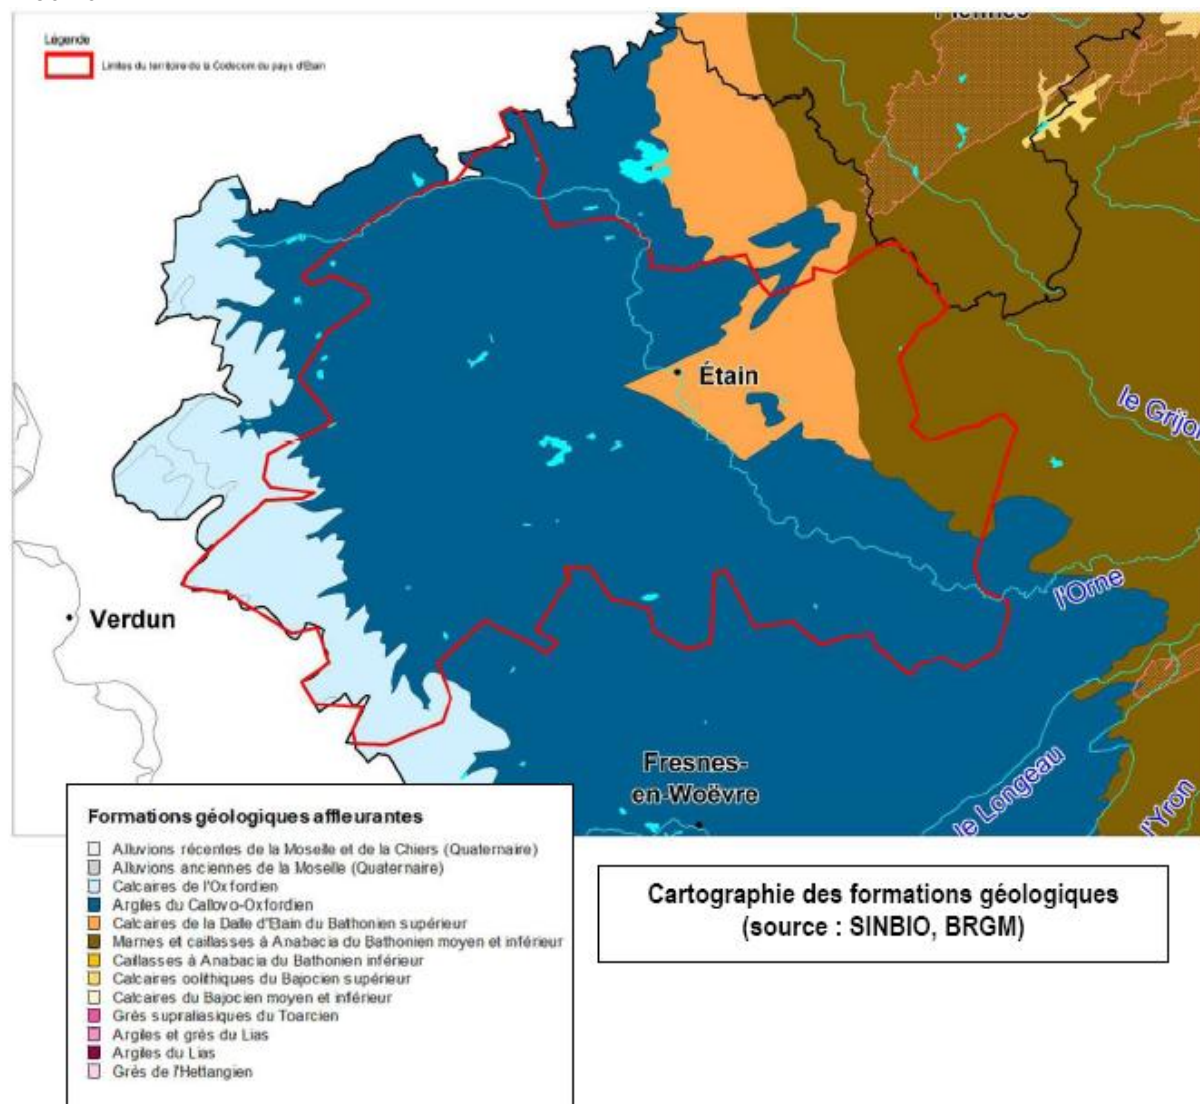 Piennes
Légende
Limites du territoire de la Codecom du pays d'Etain
Étain
le Grijon
l'Orne
Verdun
Fresnes-
en-Woëvre
le Longeau
l'Yron
Formations géologiques affleurantes
Alluvions récentes de la Moselle et de la Chiers (Quaternaire)
Alluvions anciennes de la Moselle (Quaternaire)
Calcaires de l'Oxfordien
Argiles du Callovo-Oxfordien
Calcaires de la Dalle d'Etain du Bathonien supérieur
Marnes et caillasses à Anabacia du Bathonien moyen et inférieur
Caillasses à Anabacia du Bathonien inférieur
Calcaires oolithiques du Bajocien supérieur
Calcaires du Bajocien moyen et inférieur
Grès supraliasiques du Toarcien
Argiles et grès du Lias
Argiles du Lias
Grès de l'Hettangien
Cartographie des formations géologiques
(source : SINBIO, BRGM)